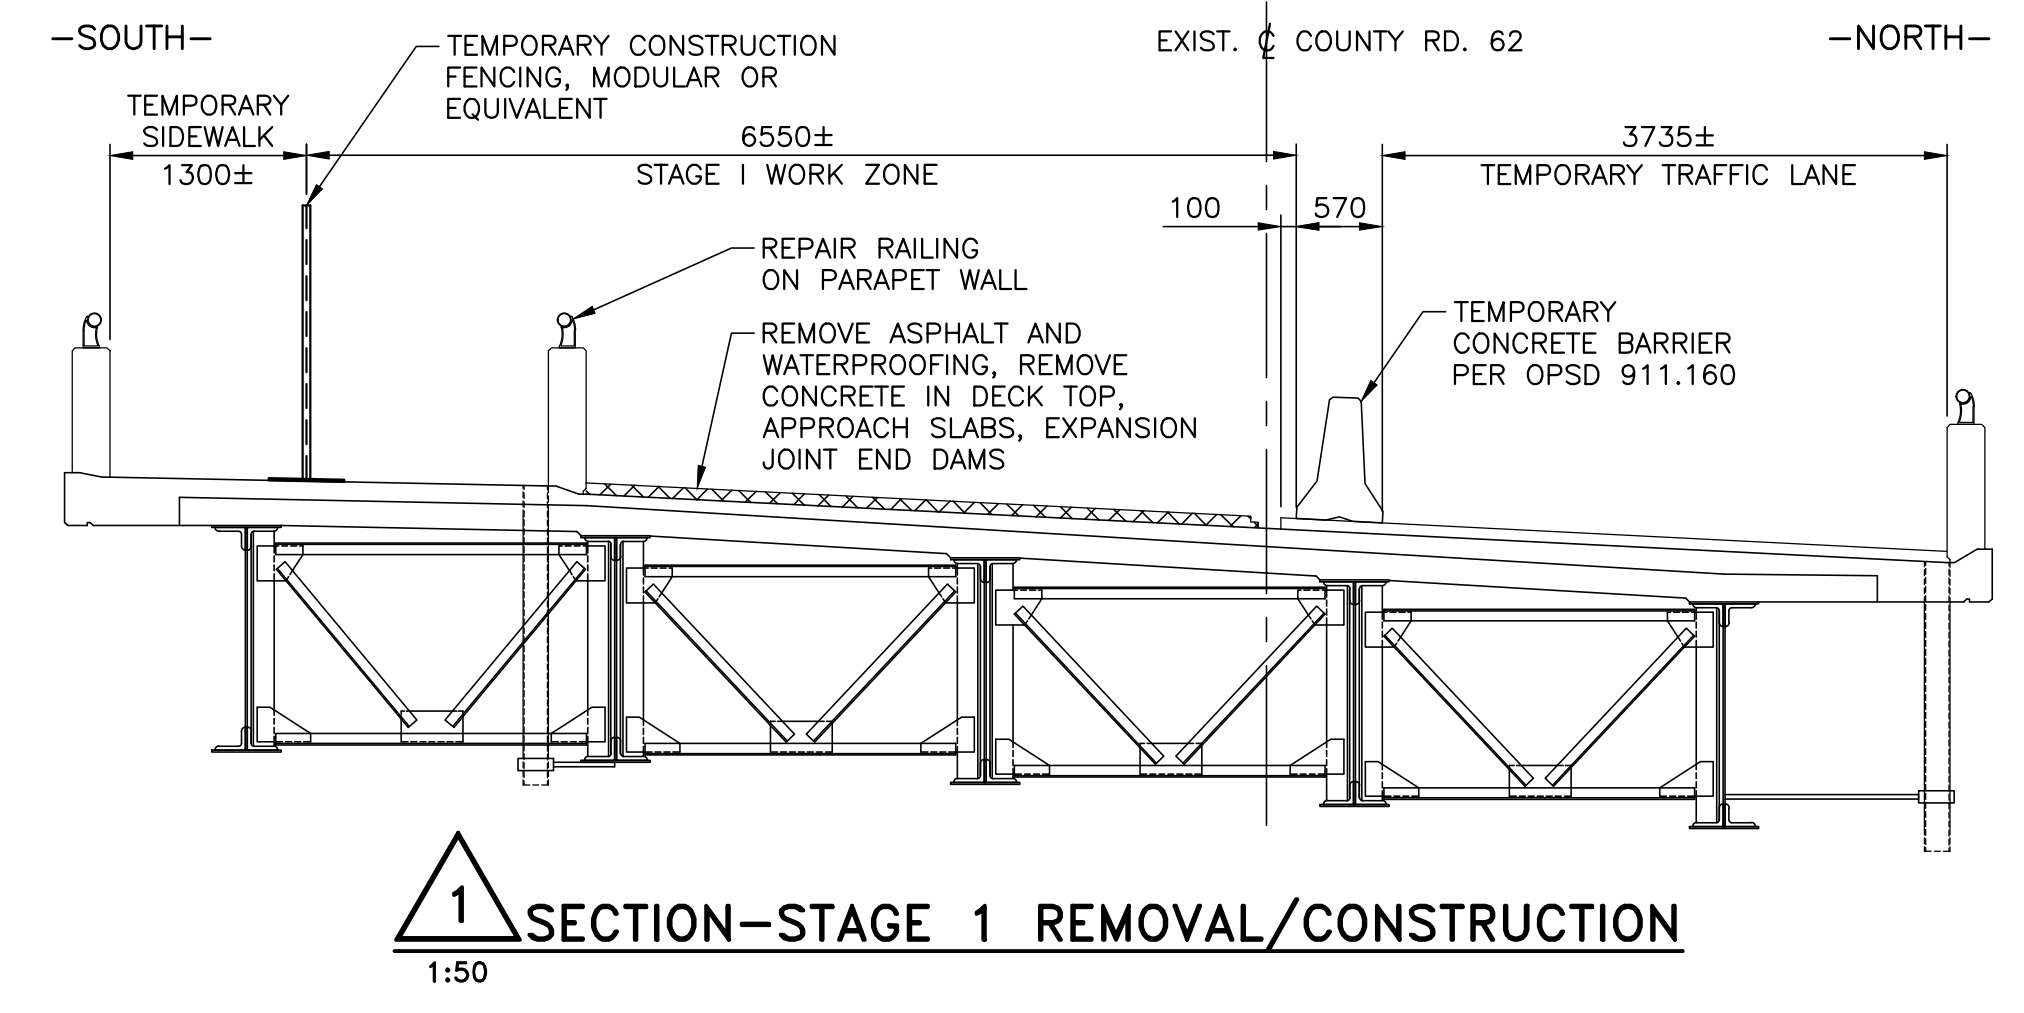 -SOUTH-
TEMPORARY CONSTRUCTION
FENCING, MODULAR OR
EQUIVALENT
EXIST. ℄ COUNTY RD. 62
-NORTH-
TEMPORARY
SIDEWALK
1300±
6550±
STAGE I WORK ZONE
3735±
TEMPORARY TRAFFIC LANE
100
570
REPAIR RAILING
ON PARAPET WALL
REMOVE ASPHALT AND
WATERPROOFING, REMOVE
CONCRETE IN DECK TOP,
APPROACH SLABS, EXPANSION
JOINT END DAMS
TEMPORARY
CONCRETE BARRIER
PER OPSD 911.160
1
SECTION-STAGE 1 REMOVAL/CONSTRUCTION
1:50